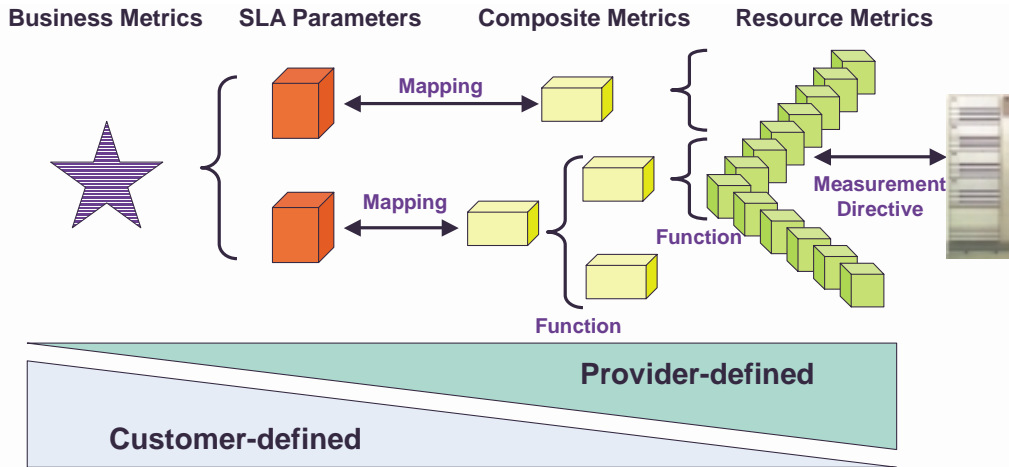 Business Metrics
SLA Parameters
Composite Metrics
Resource Metrics
Mapping
Mapping
Measurement
Directive
Function
Function
Provider-defined
Customer-defined